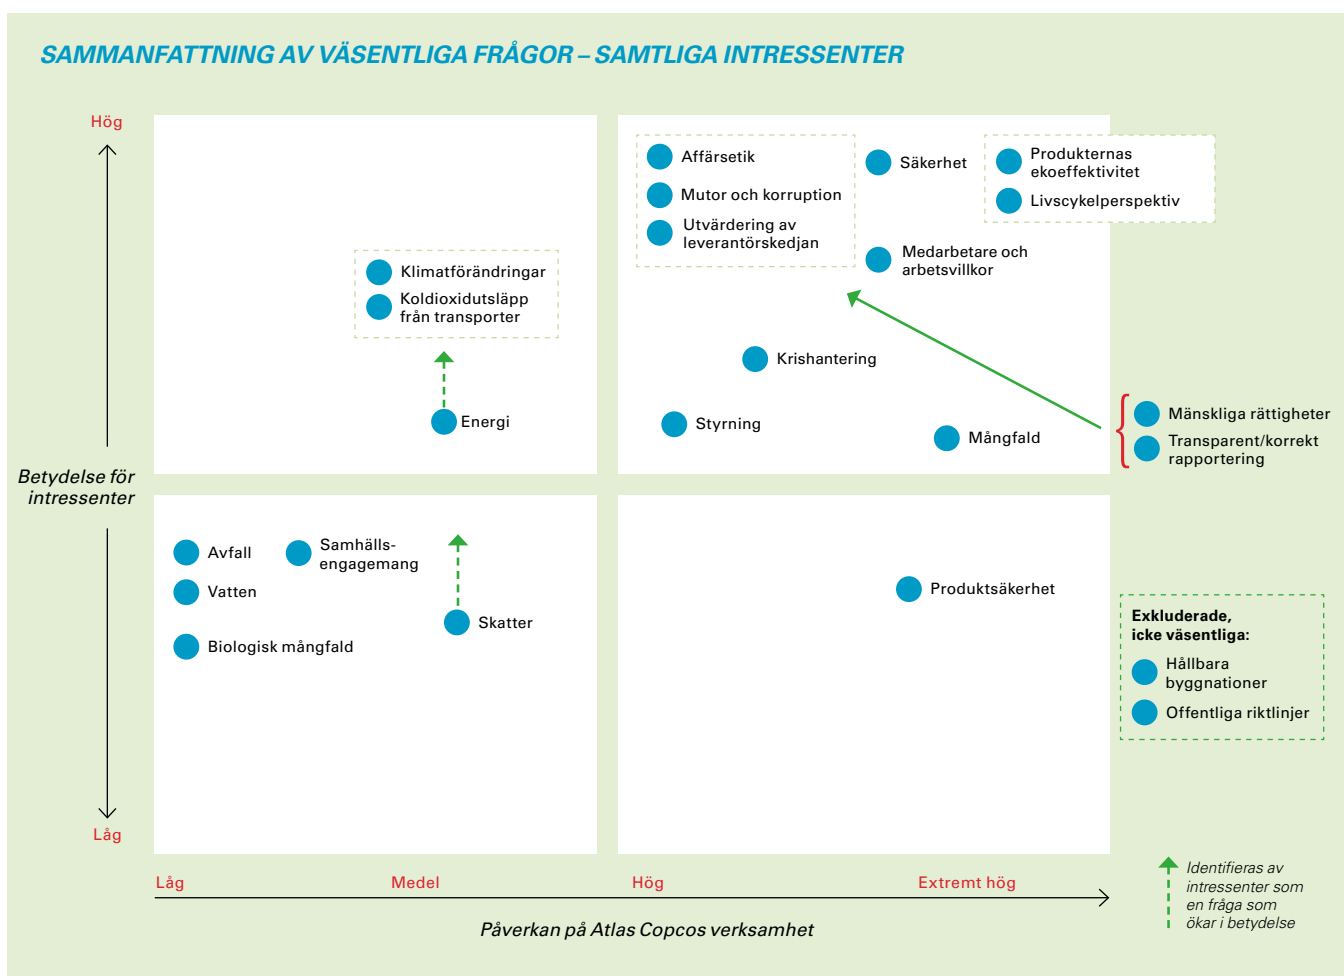 SAMMANFATTNING AV VÄSENTLIGA FRÅGOR – SAMTLIGA INTRESSENTER
Hög
Betydelse för
intressenter
Låg
Klimatförändringar
Koldioxidutsläpp
från transporter
Energi
Affärsetik
Mutor och korruption
Utvärdering av
leverantörskedjan
Säkerhet
Medarbetare och
arbetsvillkor
Produkternas
ekoeffektivitet
Livscykelperspektiv
Krishantering
Styrning
Mångfald
Mänskliga rättigheter
Transparent/korrekt
rapportering
Avfall
Samhälls-
engagemang
Vatten
Biologisk mångfald
Skatter
Produktsäkerhet
Exkluderade,
icke väsentliga:
Hållbara
byggnationer
Offentliga riktlinjer
Låg
Medel
Hög
Extremt hög
Påverkan på Atlas Copcos verksamhet
Identifieras av
intressenter som
en fråga som
ökar i betydelse